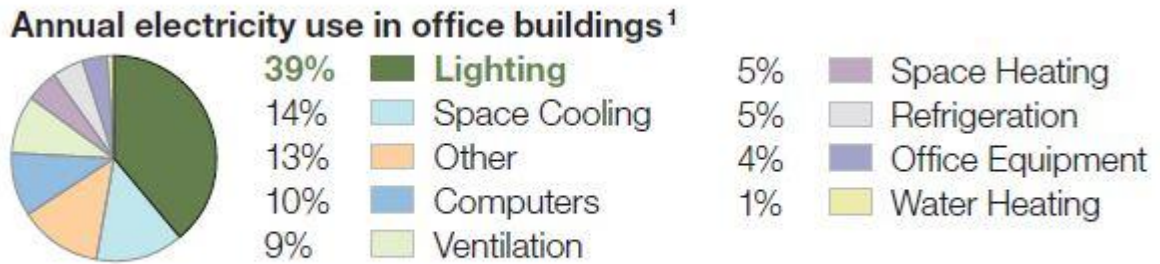 Annual electricity use in office buildings¹
39% Lighting
14% Space Cooling
13% Other
10% Computers
9% Ventilation
5% Space Heating
5% Refrigeration
4% Office Equipment
1% Water Heating